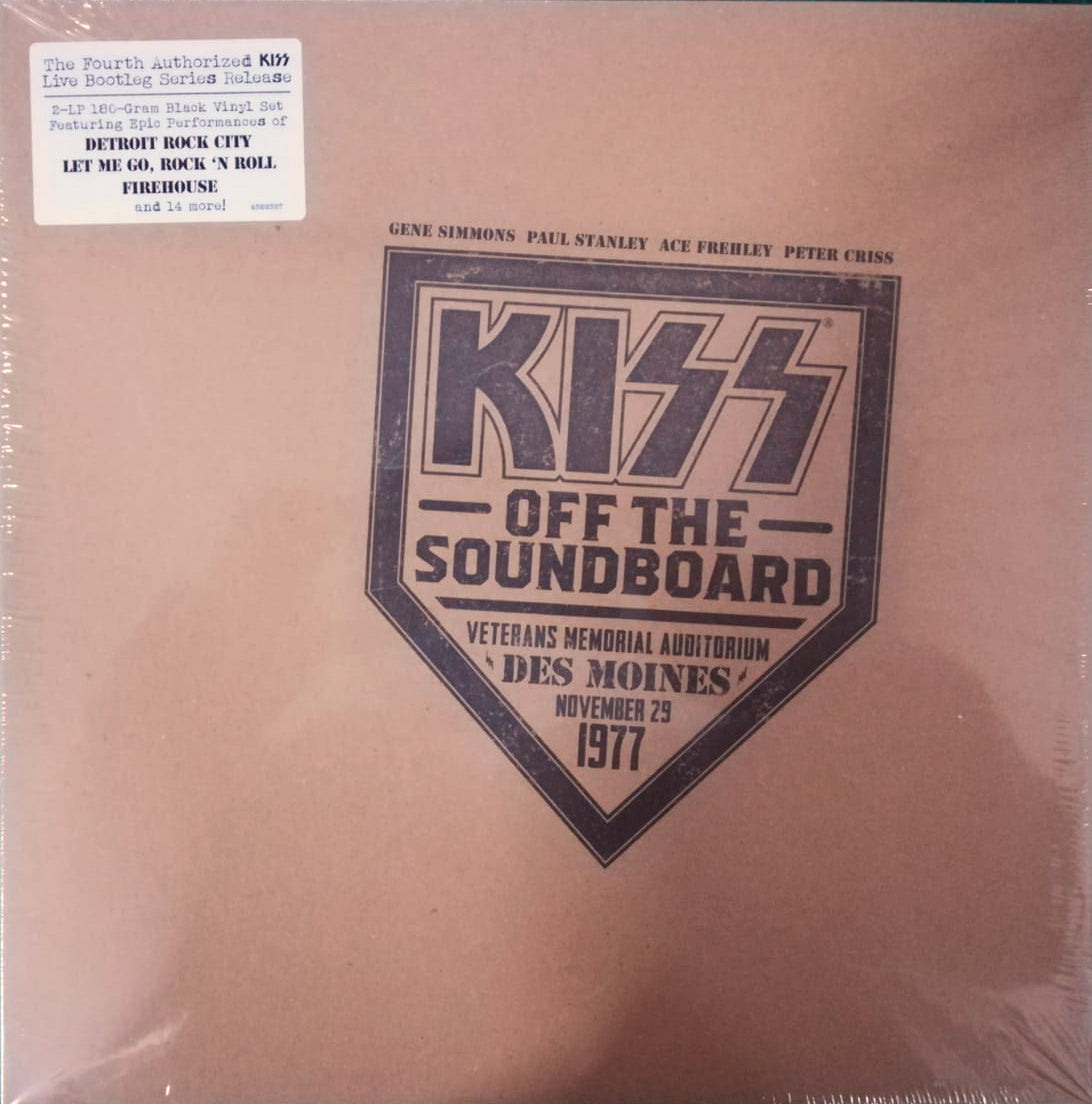 The Fourth Authorized KISS
Live Bootleg Series Release
2-LP 180-Gram Black Vinyl Set
Featuring Epic Performances of
DETROIT ROCK CITY
LET ME GO, ROCK ‘N ROLL
FIREHOUSE
and 14 more!
GENE SIMMONS PAUL STANLEY ACE FREHLEY PETER CRISS
KISS®
OFF THE
SOUNDBOARD
VETERANS MEMORIAL AUDITORIUM
DES MOINES
NOVEMBER 29
1977